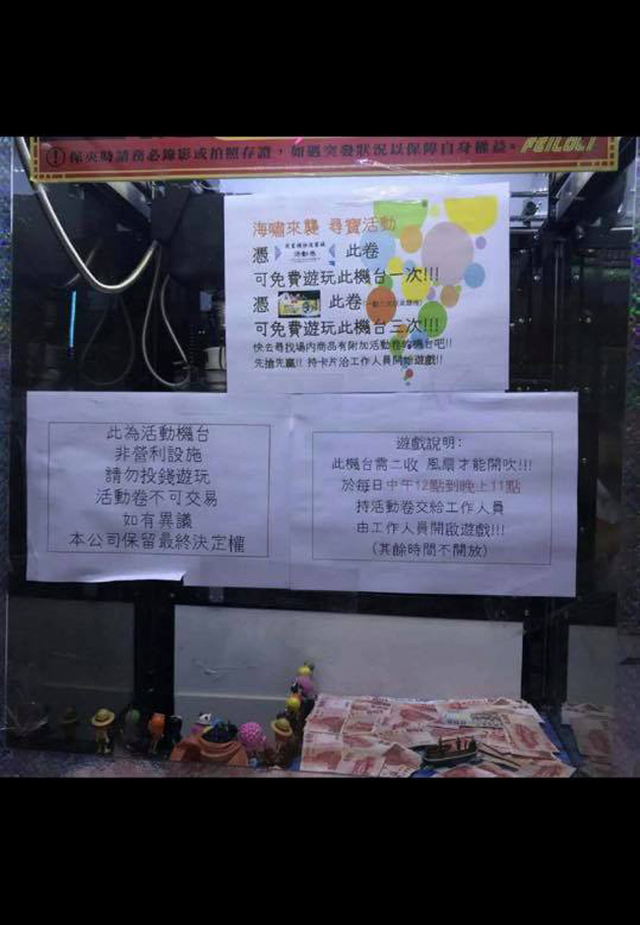 保夾時請務必錄影或拍照存證，如遇突發狀況以保障自身權益。
海嘯來襲 尋寶活動
憑 活動卷 此卷
可免費遊玩此機台一次!!!
憑 此卷
可免費遊玩此機台三次!!!
快去尋找場內商品有附加活動卷的機台吧!!
先搶先贏!! 持卡片洽工作人員開始遊戲!!
此為活動機台
非營利設施
請勿投錢遊玩
活動卷不可交易
如有異議
本公司保留最終決定權
遊戲說明:
此機台需二收 風扇才能開吹!!!
於每日中午12點到晚上11點
持活動卷交給工作人員
由工作人員開啟遊戲!!!
(其餘時間不開放)